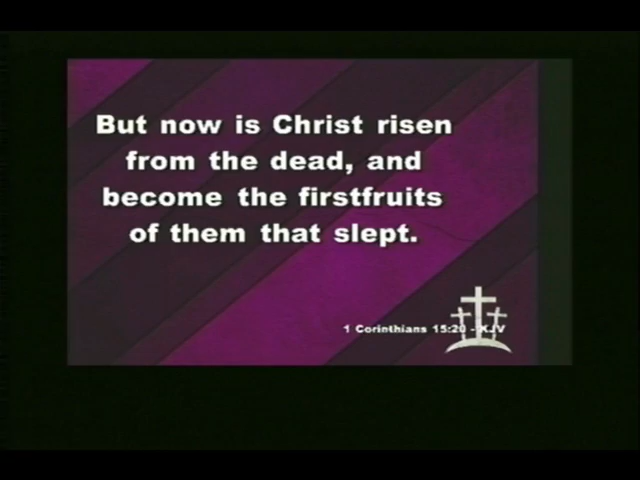 But now is Christ risen
from the dead, and
become the firstfruits
of them that slept.
1 Corinthians 15:20 - KJV